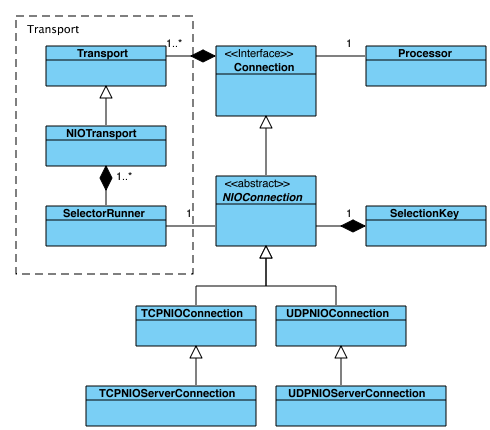 Transport
Transport
1..*
<<Interface>>
Connection
1
Processor
NIOTransport
1..*
SelectorRunner
1
<<abstract>>
NIOConnection
1
SelectionKey
TCPNIOConnection
UDPNIOConnection
TCPNIOServerConnection
UDPNIOServerConnection